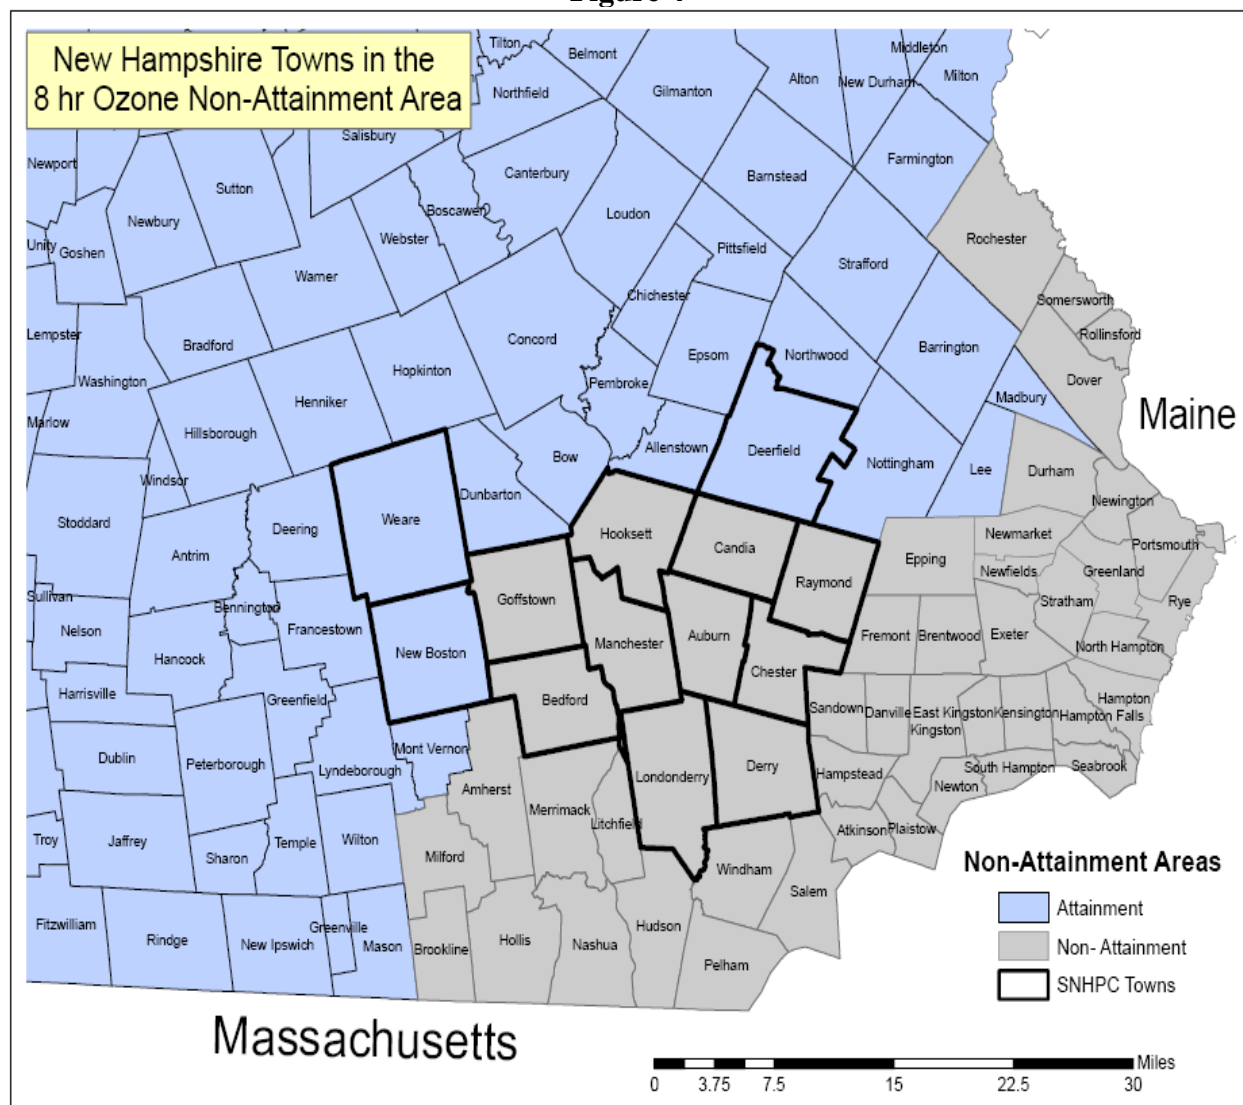 New Hampshire Towns in the
8 hr Ozone Non-Attainment Area
Tilton
Belmont
Middleton
Gilmanton
Alton
New Durham
Milton
Northfield
Salisbury
Newport
Sutton
Canterbury
Barnstead
Farmington
Boscawen
Loudon
Newbury
Webster
Rochester
Unity
Goshen
Pittsfield
Strafford
Warner
Chichester
Somersworth
Lempster
Bradford
Concord
Epsom
Northwood
Barrington
Rollinsford
Washington
Hopkinton
Pembroke
Dover
Henniker
Madbury
Maine
Marlow
Hillsborough
Bow
Allenstown
Deerfield
Nottingham
Lee
Durham
Windsor
Dunbarton
Newington
Stoddard
Deering
Weare
Hooksett
Candia
Newmarket
Portsmouth
Antrim
Epping
Raymond
Newfields
Greenland
Sullivan
Bennington
Goffstown
Stratham
Rye
Nelson
Francestown
Manchester
Auburn
Fremont
Brentwood
Exeter
North Hampton
Hancock
New Boston
Chester
Harrisville
Greenfield
Bedford
Sandown
Danville
East Kingston
Kingston
Kensington
Hampton
Hampton Falls
Dublin
Peterborough
Mont Vernon
Lyndeborough
Londonderry
Derry
Hampstead
South Hampton
Seabrook
Amherst
Newton
Merrimack
Litchfield
Troy
Jaffrey
Sharon
Temple
Wilton
Milford
Atkinson
Plaistow
Windham
Salem
Fitzwilliam
Rindge
New Ipswich
Greenville
Mason
Brookline
Hollis
Nashua
Hudson
Pelham
Non-Attainment Areas
Attainment
Non- Attainment
SNHPC Towns
Massachusetts
Miles
0 3.75 7.5 15 22.5 30